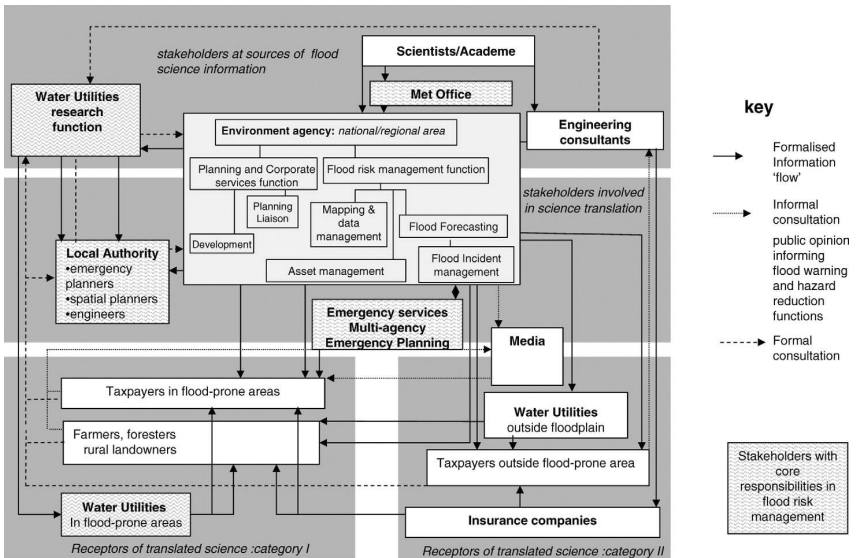 stakeholders at sources of flood
science information
Scientists/Academe
Met Office
Water Utilities
research
function
Environment agency: national/regional area
Engineering
consultants
Planning and Corporate
services function
Flood risk management function
stakeholders involved
in science translation
Planning
Liaison
Mapping &
data
management
Flood Forecasting
Development
Flood Incident
management
Asset management
Local Authority
•emergency
planners
•spatial planners
•engineers
Emergency services
Multi-agency
Emergency Planning
Media
Taxpayers in flood-prone areas
Water Utilities
outside floodplain
Farmers, foresters
rural landowners
Taxpayers outside flood-prone area
Water Utilities
In flood-prone areas
Insurance companies
Receptors of translated science :category I
Receptors of translated science :category II
key
Formalised
Information
‘flow’
Informal
consultation
public opinion
informing
flood warning
and hazard
reduction
functions
Formal
consultation
Stakeholders with
core
responsibilities in
flood risk
management